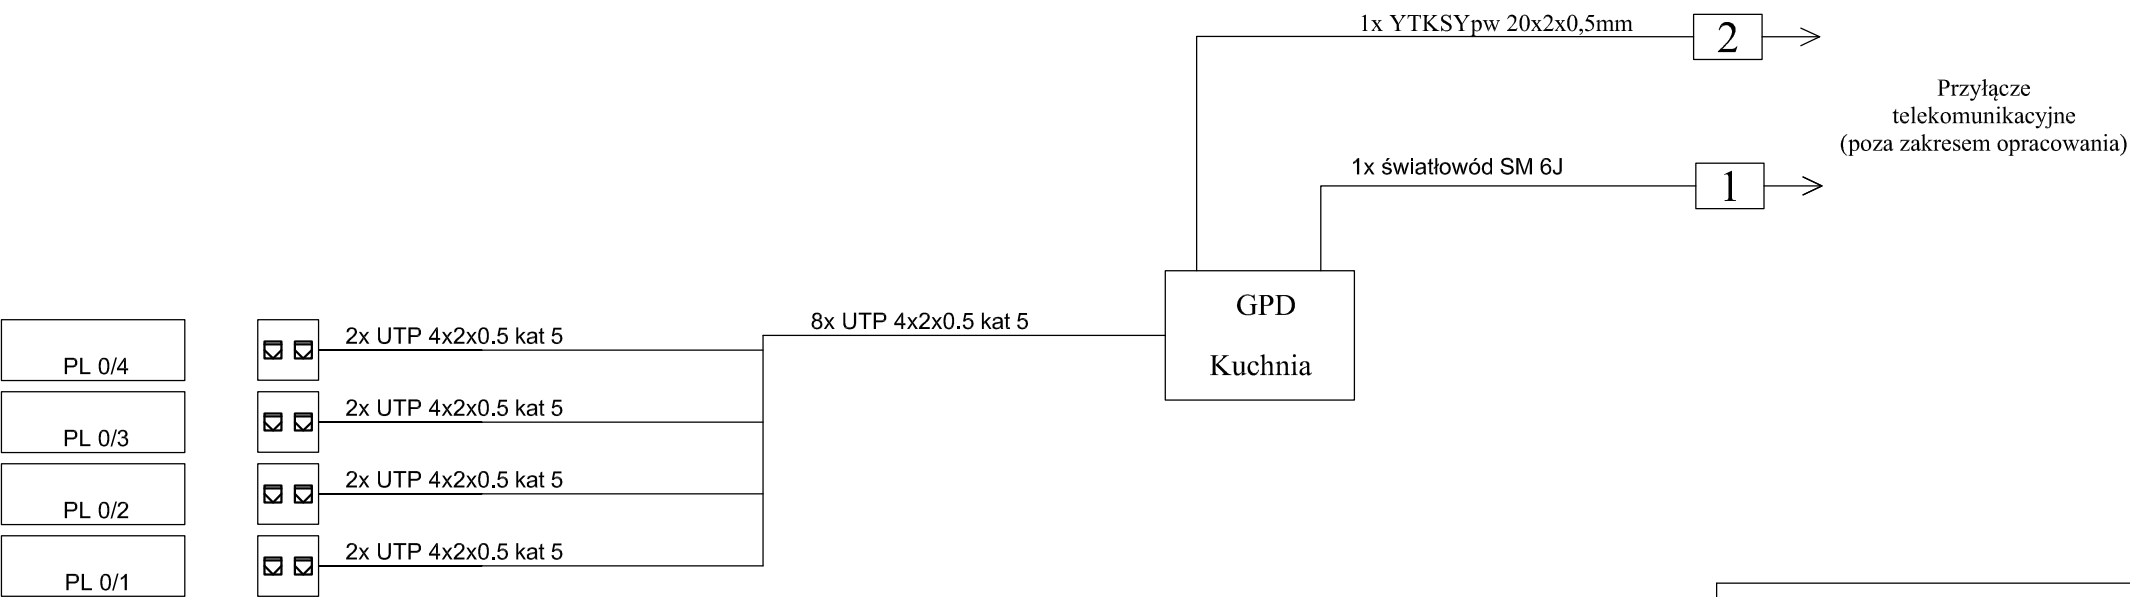 1x YTKSYpw 20x2x0,5mm
2
Przyłącze
telekomunikacyjne
(poza zakresem opracowania)
1x światłowód SM 6J
1
GPD
Kuchnia
8x UTP 4x2x0.5 kat 5
PL 0/4
2x UTP 4x2x0.5 kat 5
PL 0/3
2x UTP 4x2x0.5 kat 5
PL 0/2
2x UTP 4x2x0.5 kat 5
PL 0/1
2x UTP 4x2x0.5 kat 5